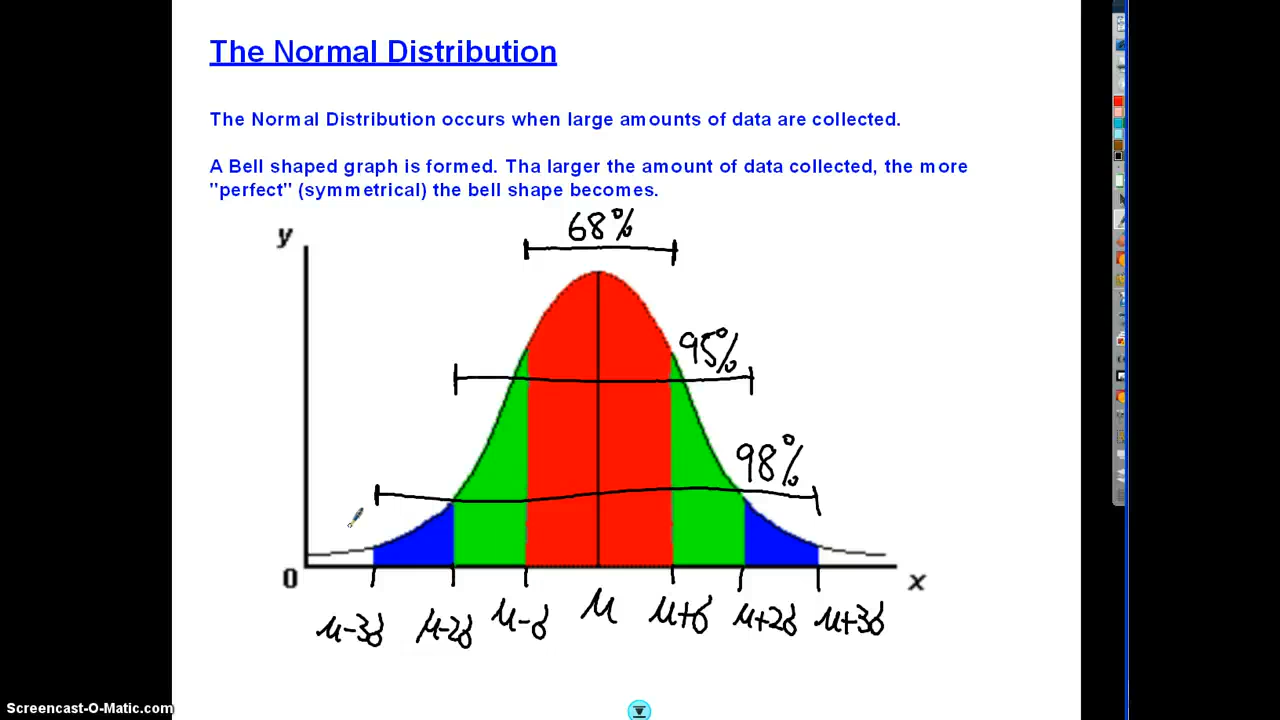 The Normal Distribution
The Normal Distribution occurs when large amounts of data are collected.
A Bell shaped graph is formed. Tha larger the amount of data collected, the more
"perfect" (symmetrical) the bell shape becomes.
68%
y
95%
98%
0
x
μ-3σ μ-2σ μ-σ μ μ+σ μ+2σ μ+3σ
Screencast-O-Matic.com